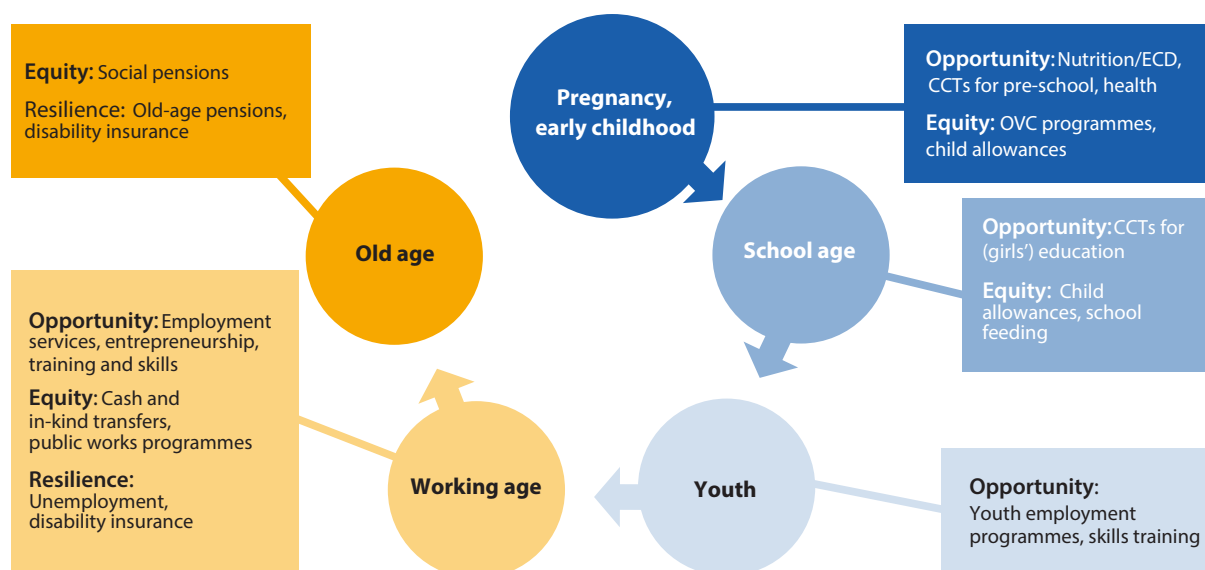 Pregnancy,
early childhood
Opportunity: Nutrition/ECD,
CCTs for pre-school, health
Equity: OVC programmes,
child allowances
School age
Opportunity: CCTs for
(girls') education
Equity: Child
allowances, school
feeding
Youth
Opportunity:
Youth employment
programmes, skills training
Working age
Opportunity: Employment
services, entrepreneurship,
training and skills
Equity: Cash and
in-kind transfers,
public works programmes
Resilience:
Unemployment,
disability insurance
Old age
Equity: Social pensions
Resilience: Old-age pensions,
disability insurance